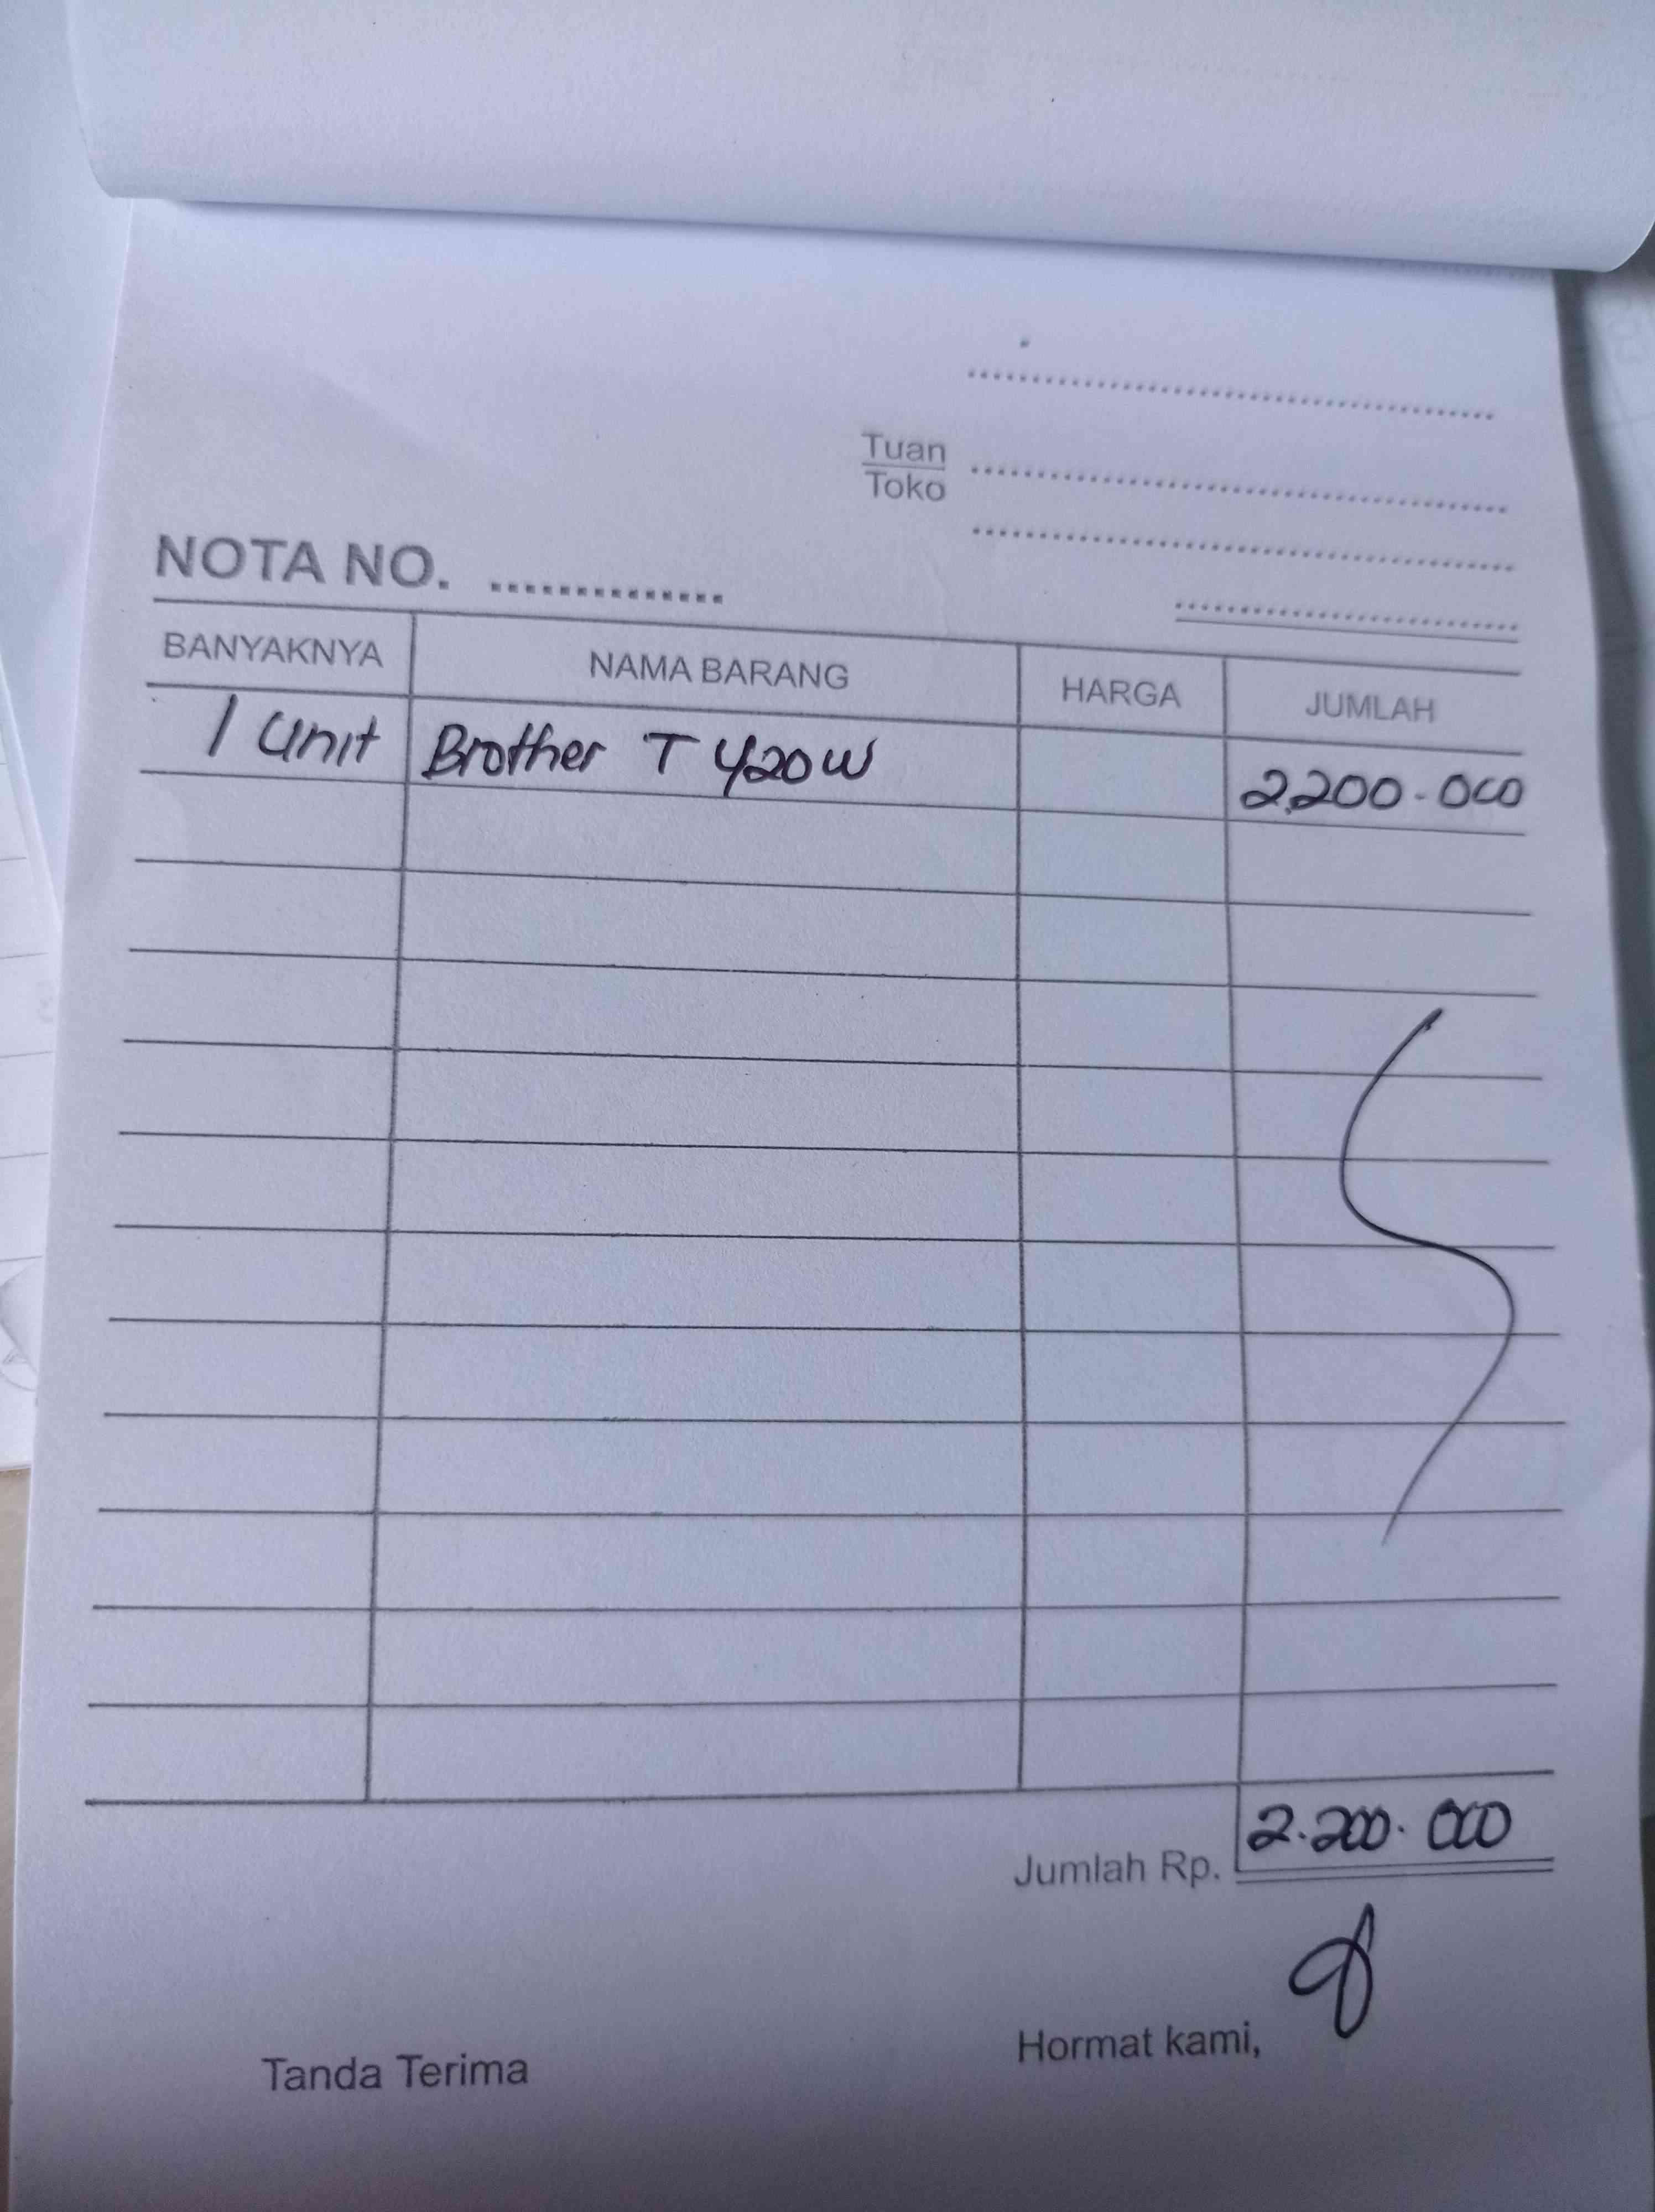 Tuan
Toko
NOTA NO. ..............
BANYAKNYA NAMA BARANG HARGA JUMLAH
1 Unit Brother T 420W 2.200.000
Jumlah Rp. 2.200.000
Hormat kami,
Tanda Terima